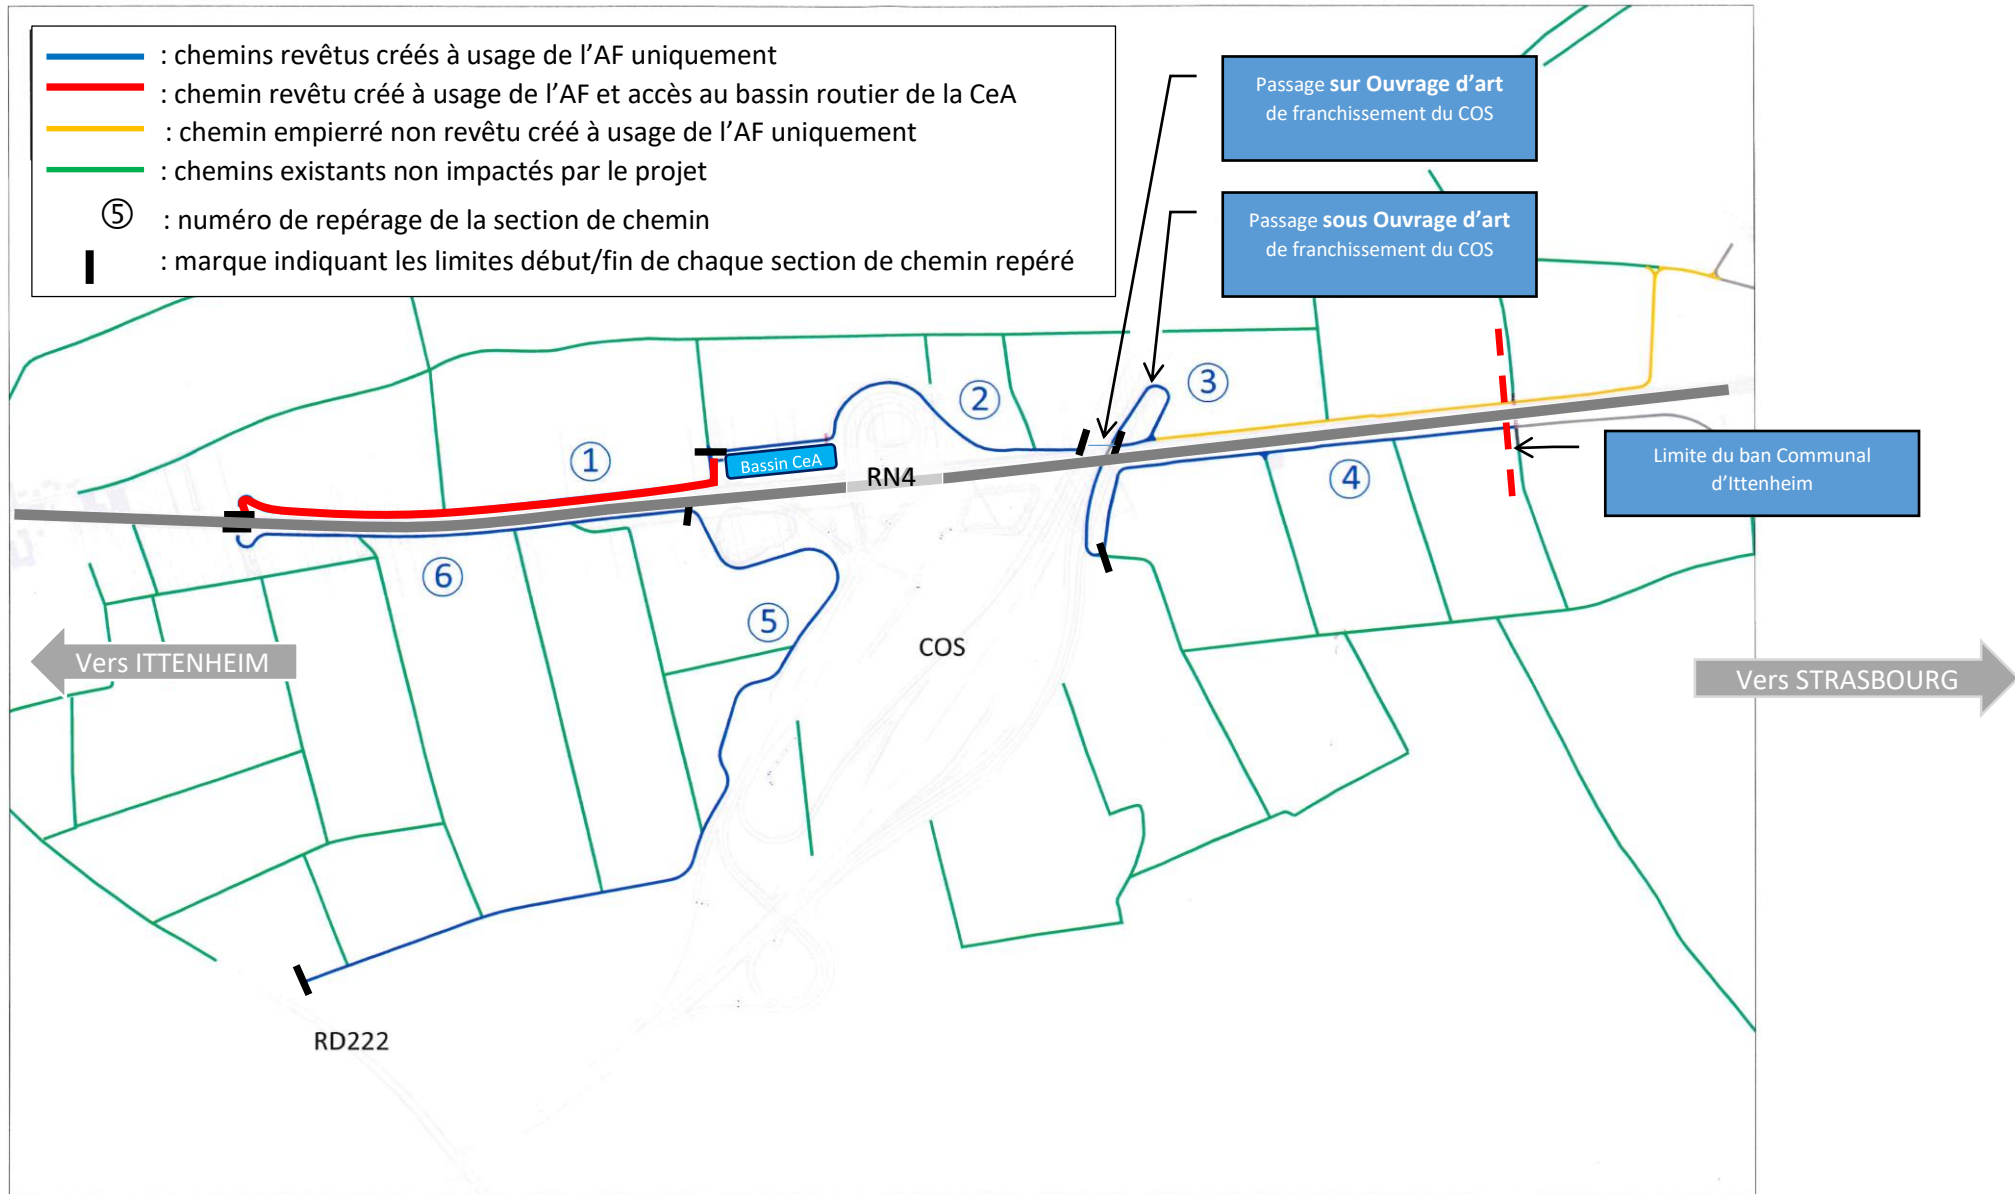 : chemins revêtus créés à usage de l'AF uniquement
: chemin revêtu créé à usage de l'AF et accès au bassin routier de la CeA
: chemin empierré non revêtu créé à usage de l'AF uniquement
: chemins existants non impactés par le projet
⑤ : numéro de repérage de la section de chemin
: marque indiquant les limites début/fin de chaque section de chemin repéré
Passage sur Ouvrage d'art
de franchissement du COS
Passage sous Ouvrage d'art
de franchissement du COS
③
②
①
Bassin CeA
RN4
④
Limite du ban Communal
d'Ittenheim
⑥
⑤
COS
Vers ITTENHEIM
Vers STRASBOURG
RD222